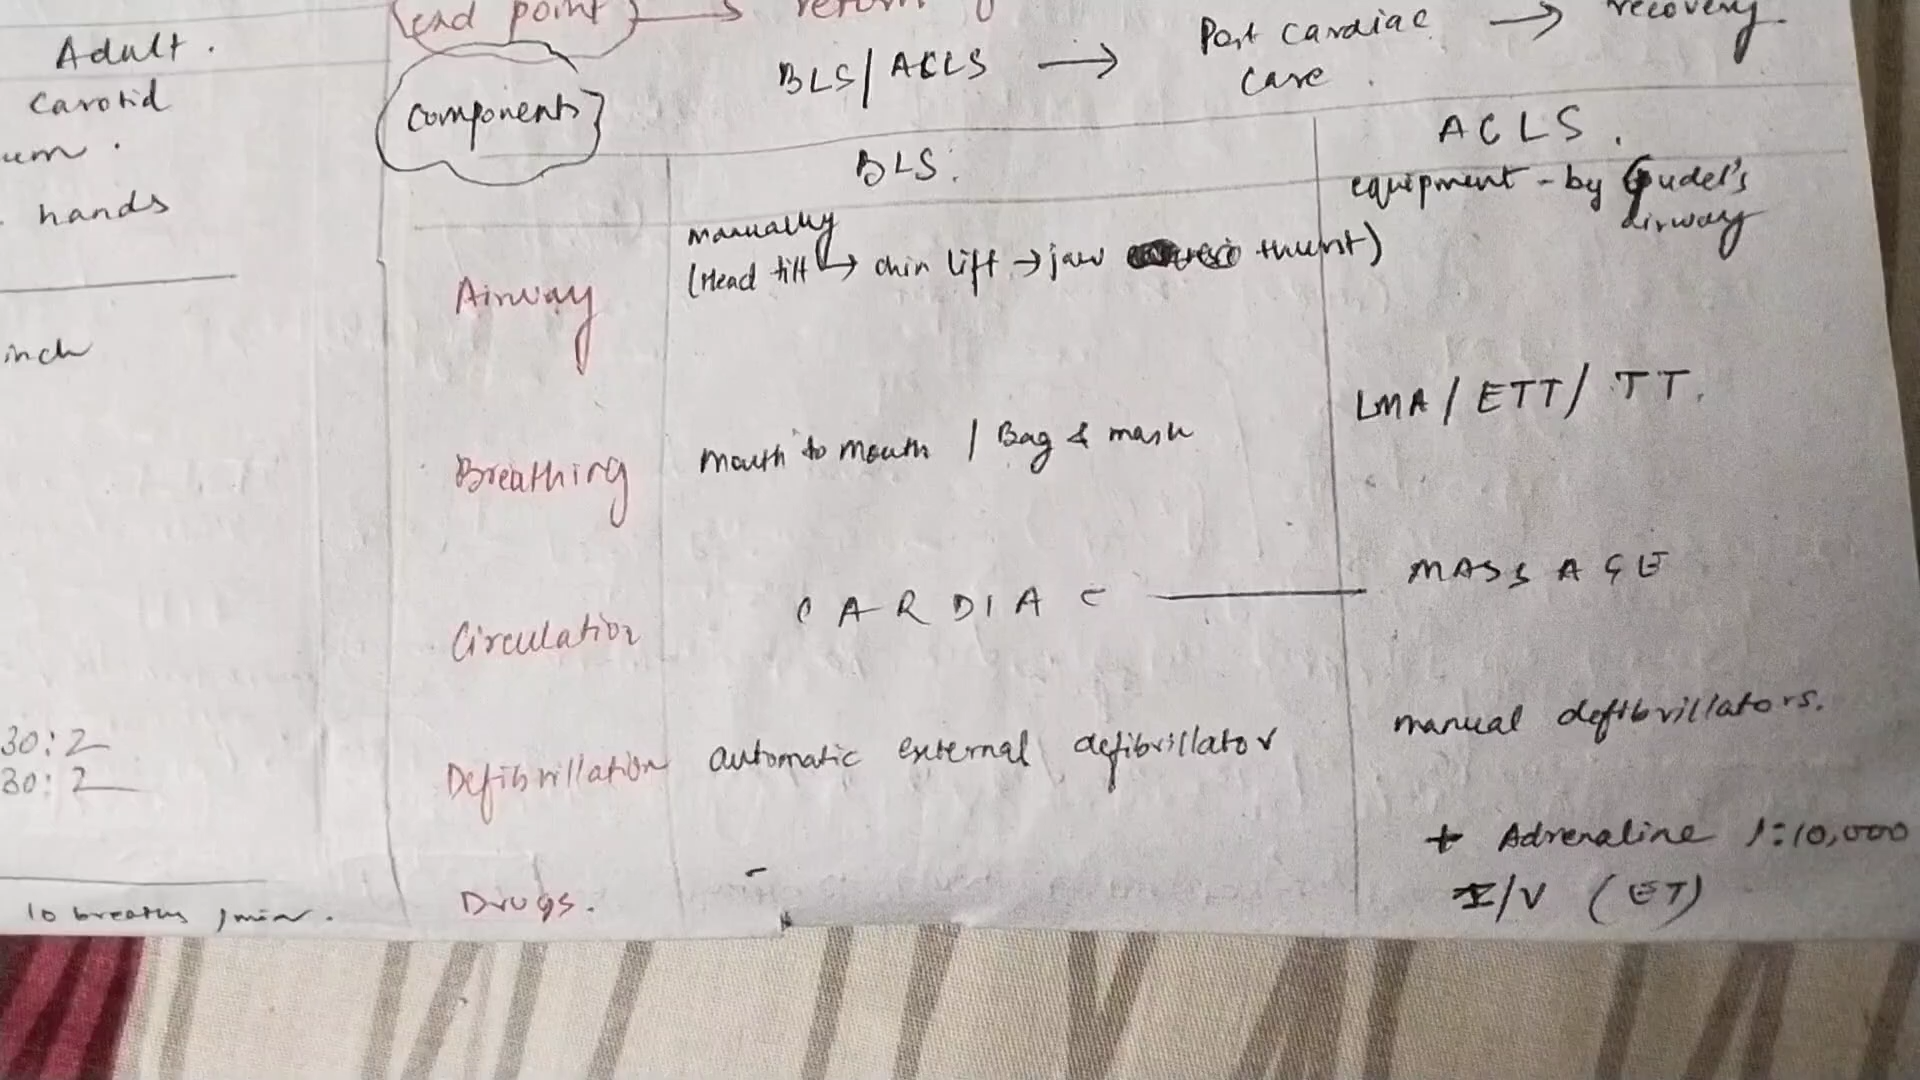 Adult.
carotid
hands
inch
30:2
30:2
10 breaths /min.
(end point) → return
BLS/ACLS → Post cardiac care. → recovery.
Components
BLS.
ACLS.
Airway
manually
(Head tilt → chin lift → jaw thrust)
equipment - by Gudel's
airway
Breathing
Mouth to mouth / Bag & mask
LMA / ETT / TT.
Circulation
CARDIAC — MASSAGE
Defibrillation
automatic external defibrillator
manual defibrillators.
Drugs.
-
+ Adrenaline 1:10,000
I/V (ET)